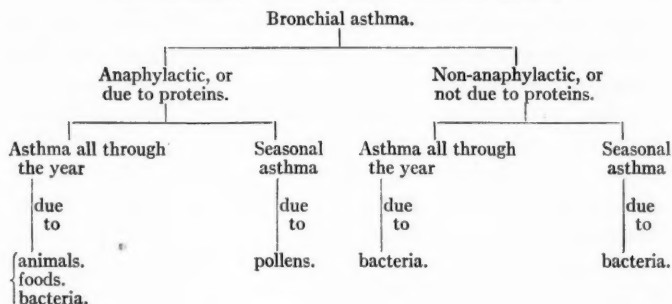 Bronchial asthma.
Anaphylactic, or
due to proteins.
Non-anaphylactic, or
not due to proteins.
Asthma all through
the year
Seasonal
asthma
Asthma all through
the year
Seasonal
asthma
due
to
due
to
due
to
due
to
animals.
foods.
bacteria.
pollens.
bacteria.
bacteria.